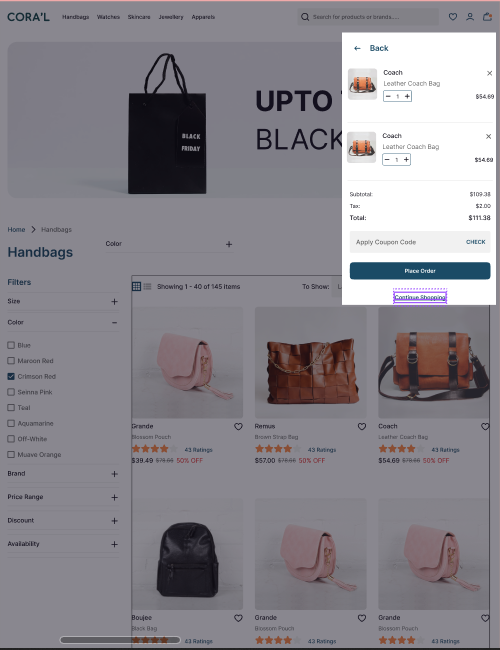 CORA'L
Handbags Watches Skincare Jewellery Apparels
Search for products or brands.....
UPTO
BLACK
BLACK
FRIDAY
Back
Coach
Leather Coach Bag
1
$54.69
Coach
Leather Coach Bag
1
$54.69
Subtotal: $109.38
Tax: $2.00
Total: $111.38
Apply Coupon Code CHECK
Place Order
Continue Shopping
Home Handbags
Handbags
Color
Filters
Size
Color
Blue
Maroon Red
Crimson Red
Seinna Pink
Teal
Aquamarine
Off-White
Muave Orange
Brand
Price Range
Discount
Availability
Showing 1 - 40 of 145 items To Show:
Grande
Blossom Pouch
43 Ratings
$39.49 $78.66 50% OFF
Remus
Brown Strap Bag
43 Ratings
$57.00 $78.66 50% OFF
Coach
Leather Coach Bag
43 Ratings
$54.69 $78.66 50% OFF
Boujee
Black Bag
43 Ratings
Grande
Blossom Pouch
43 Ratings
Grande
Blossom Pouch
43 Ratings